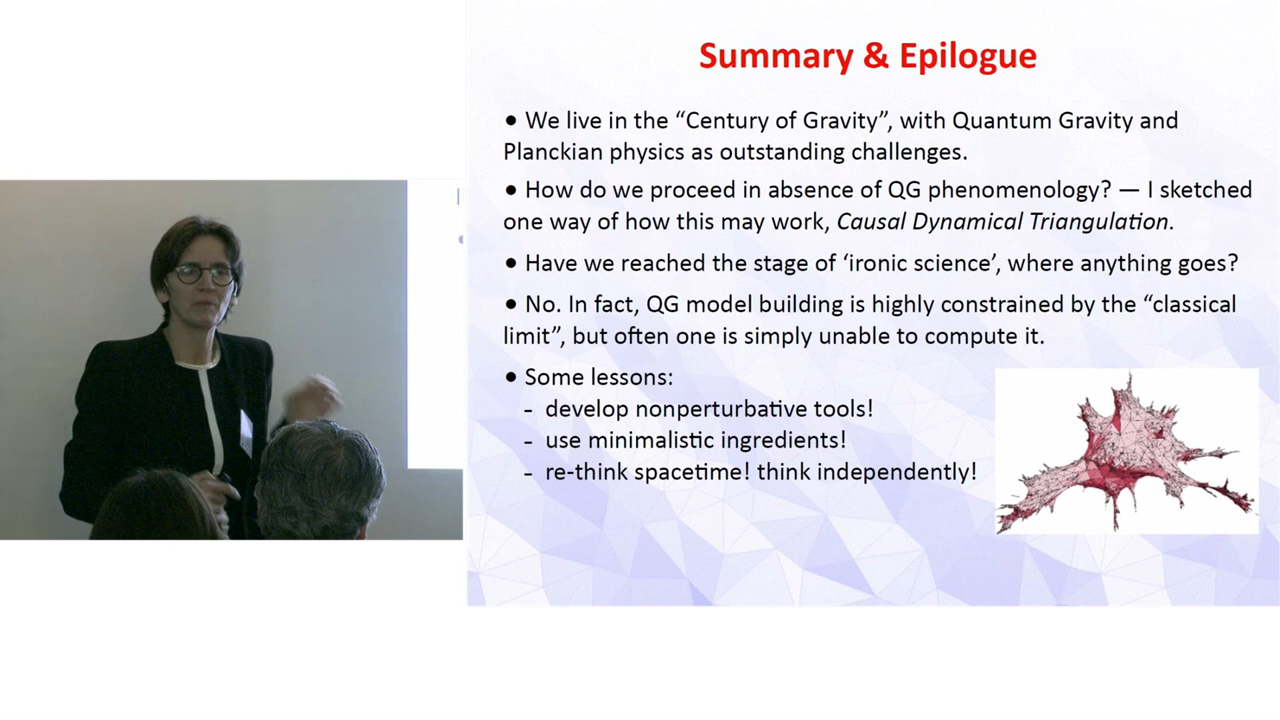 Summary & Epilogue
● We live in the “Century of Gravity”, with Quantum Gravity and
Planckian physics as outstanding challenges.
● How do we proceed in absence of QG phenomenology? — I sketched
one way of how this may work, Causal Dynamical Triangulation.
● Have we reached the stage of ‘ironic science’, where anything goes?
● No. In fact, QG model building is highly constrained by the “classical
limit”, but often one is simply unable to compute it.
● Some lessons:
- develop nonperturbative tools!
- use minimalistic ingredients!
- re-think spacetime! think independently!